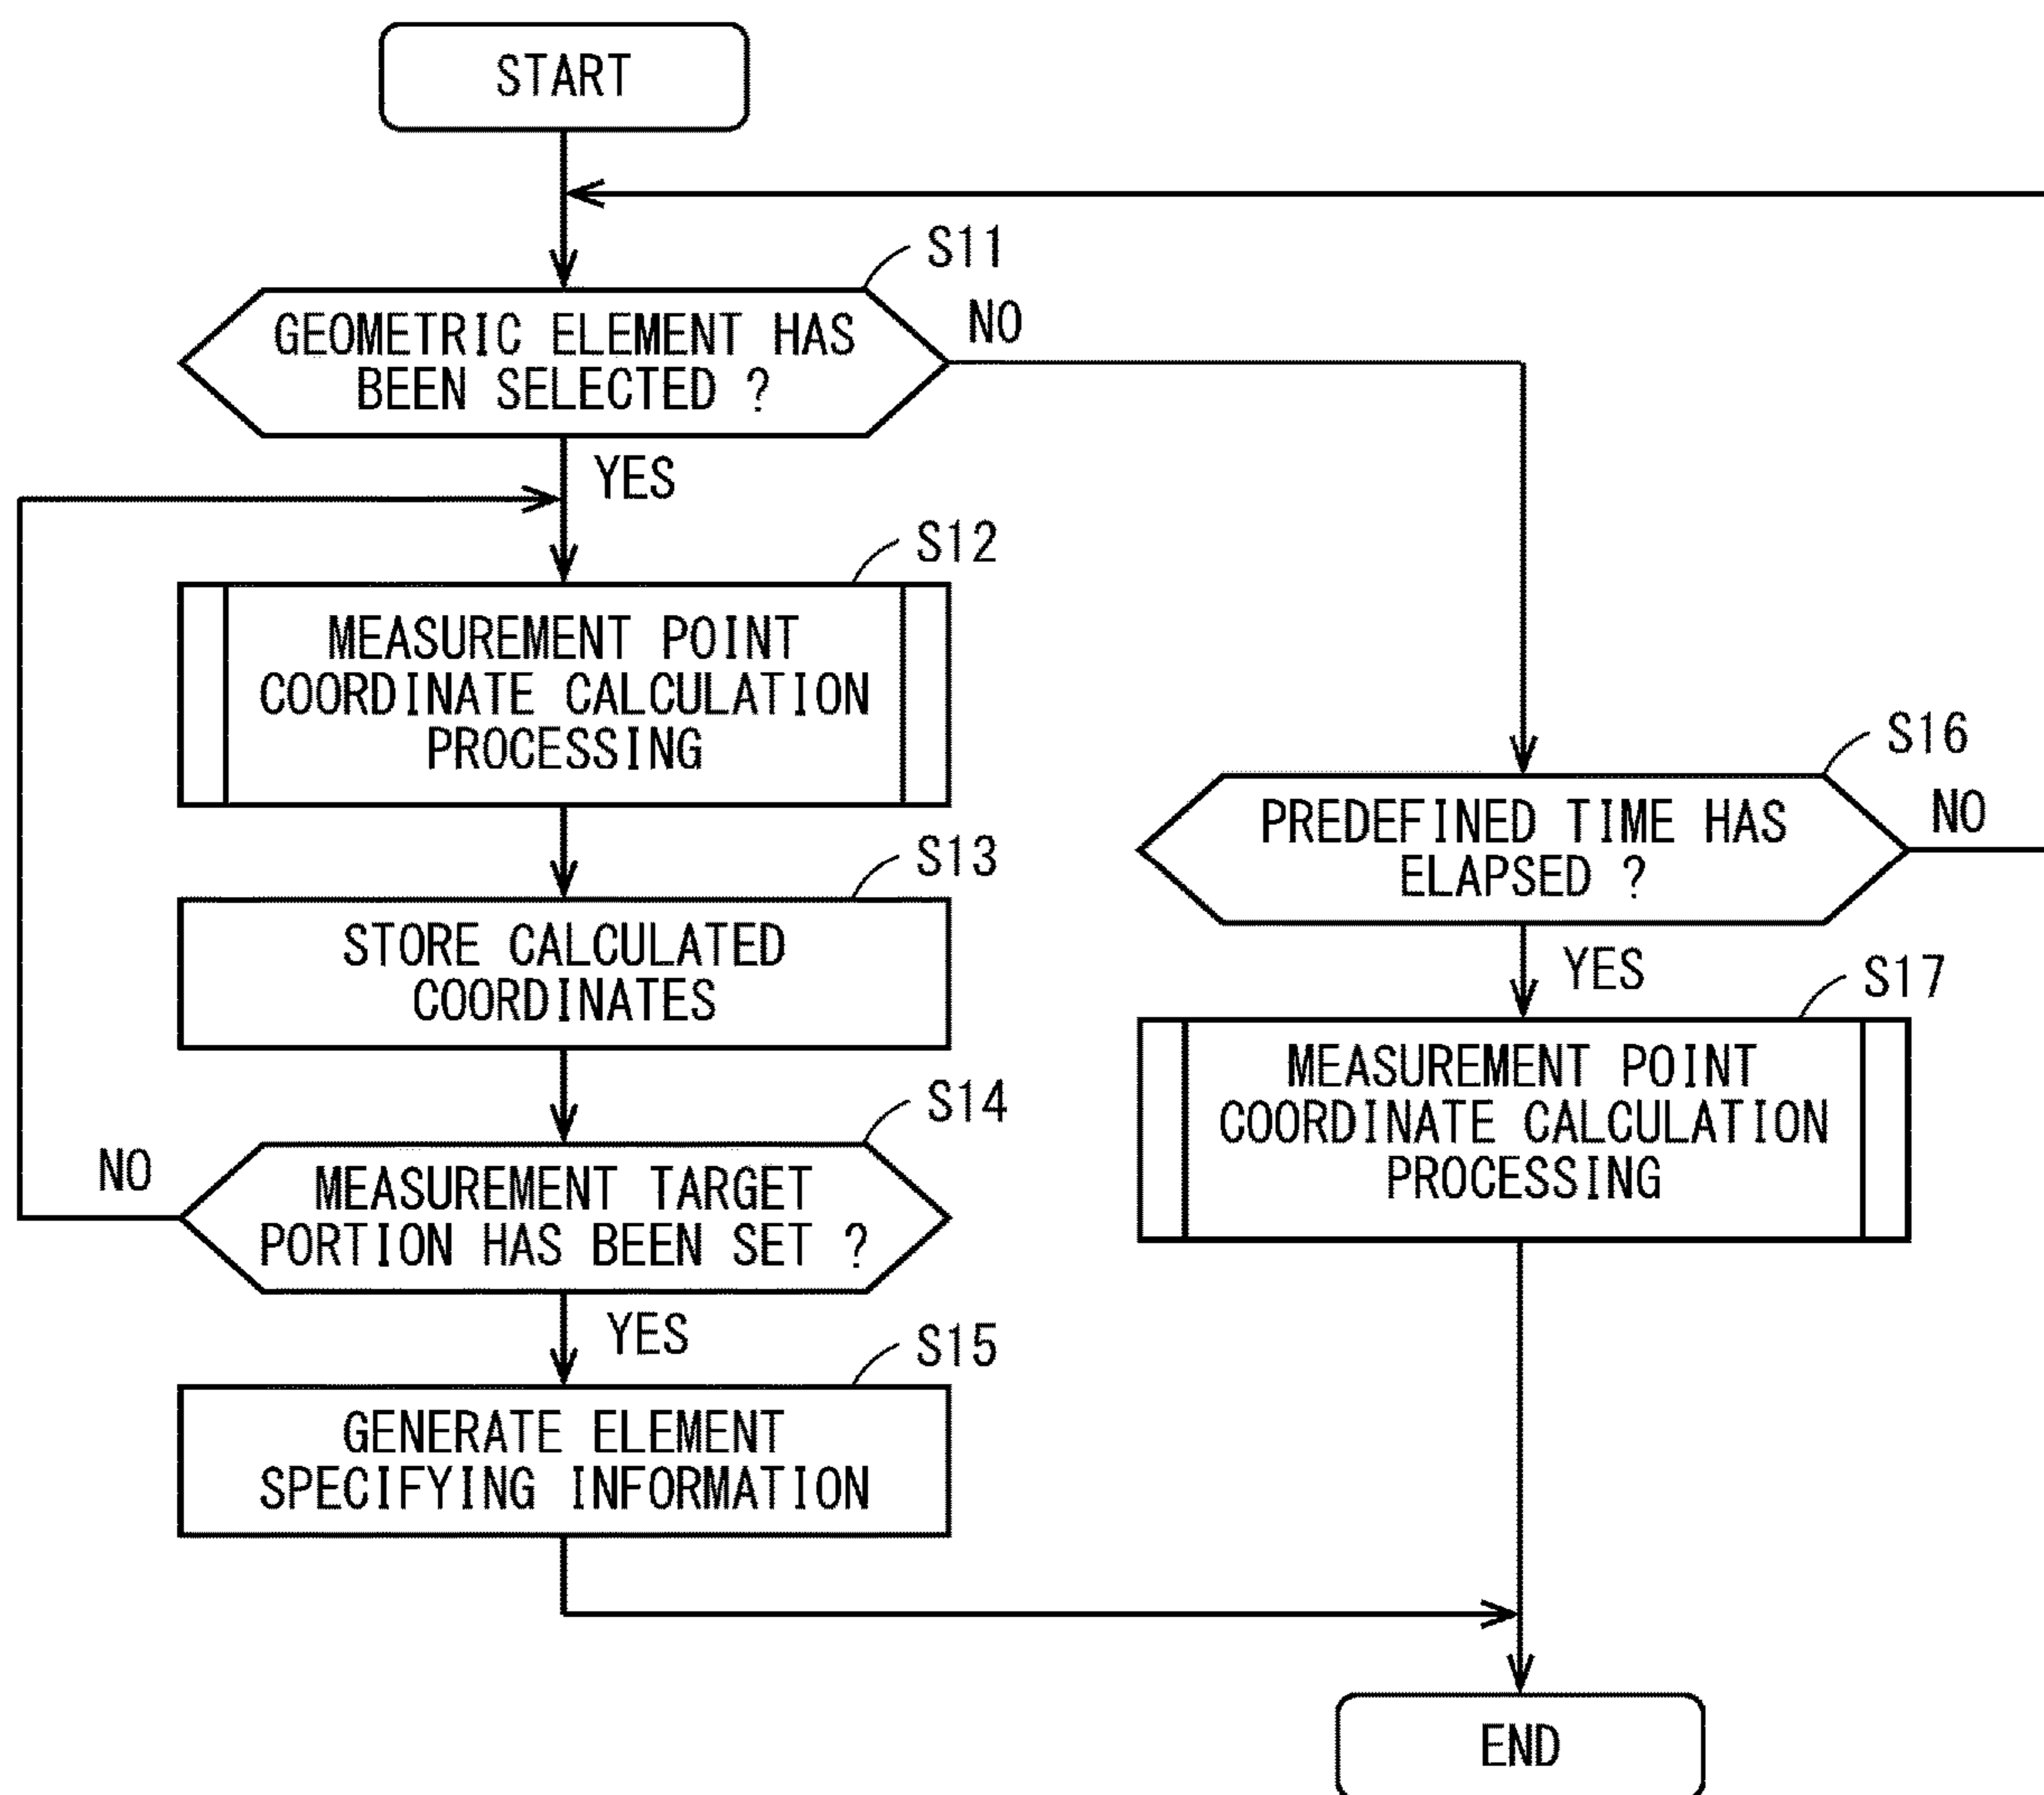 START
S11
GEOMETRIC ELEMENT HAS
BEEN SELECTED ?
NO
YES
S12
MEASUREMENT POINT
COORDINATE CALCULATION
PROCESSING
S13
STORE CALCULATED
COORDINATES
S14
MEASUREMENT TARGET
PORTION HAS BEEN SET ?
NO
YES
S15
GENERATE ELEMENT
SPECIFYING INFORMATION
S16
PREDEFINED TIME HAS
ELAPSED ?
NO
YES
S17
MEASUREMENT POINT
COORDINATE CALCULATION
PROCESSING
END